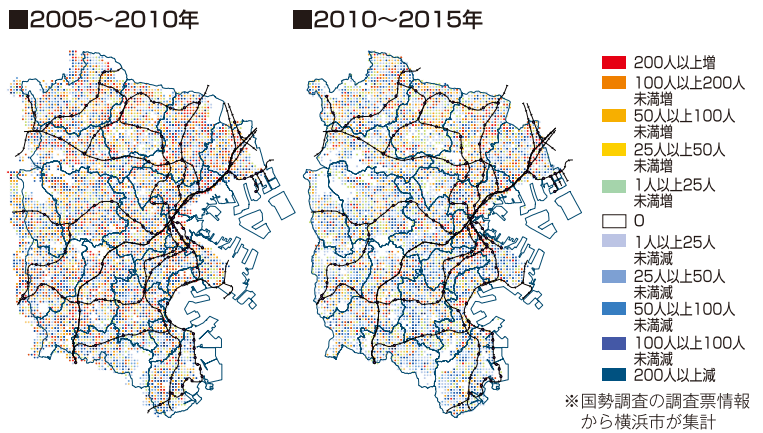 ■2005～2010年
■2010～2015年
200人以上増
100人以上200人
未満増
50人以上100人
未満増
25人以上50人
未満増
1人以上25人
未満増
0
1人以上25人
未満減
25人以上50人
未満減
50人以上100人
未満減
100人以上100人
未満減
200人以上減
※国勢調査の調査票情報
から横浜市が集計